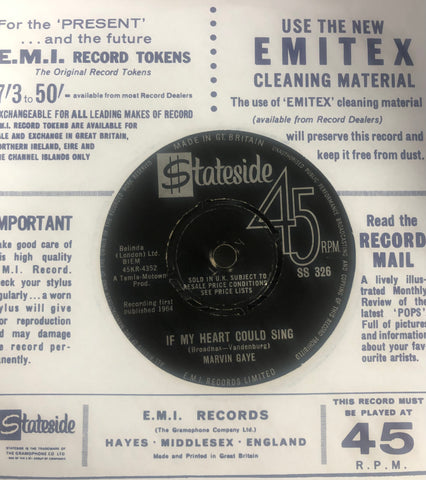 For the 'PRESENT'
... and the future
E.M.I. RECORD TOKENS
The Original Record Tokens
7/3 to 50/- = available from most Record Dealers
EXCHANGEABLE FOR ALL LEADING MAKES OF RECORD
E.M.I. RECORD TOKENS ARE AVAILABLE FOR
SALE AND EXCHANGE IN GREAT BRITAIN,
NORTHERN IRELAND, EIRE and
THE CHANNEL ISLANDS ONLY
USE THE NEW
EMITEX
CLEANING MATERIAL
The use of 'EMITEX' cleaning material
(available from Record Dealers)
will preserve this record and
keep it free from dust.
MADE IN GT. BRITAIN
$tateside
45
RPM
SS 326
Belinda
(London) Ltd.
BIEM
45KR-4352
A Tamla-Motown
Prod.
SOLD IN U.K. SUBJECT TO
RESALE PRICE CONDITIONS,
SEE PRICE LISTS
Recording first
published 1964
IF MY HEART COULD SING
(Broadnax—Vandenburg)
MARVIN GAYE
E.M.I. RECORDS LIMITED
IMPORTANT
Take good care of
this high quality
E.M.I. Record.
Check your stylus
regularly...a worn
stylus will give
poor reproduction
and may damage
the record per-
manently.
Read the
RECORD
MAIL
A lively illus-
trated Monthly
Review of the
latest 'POPS'.
Full of pictures
and information
about your fav-
ourite artists.
$tateside
STATESIDE IS THE TRADEMARK OF
THE GRAMOPHONE CO LTD
E.M.I. RECORDS
(The Gramophone Company Ltd.)
HAYES · MIDDLESEX · ENGLAND
Made and Printed in Great Britain
THIS RECORD MUST
BE PLAYED AT
45
R.P.M.